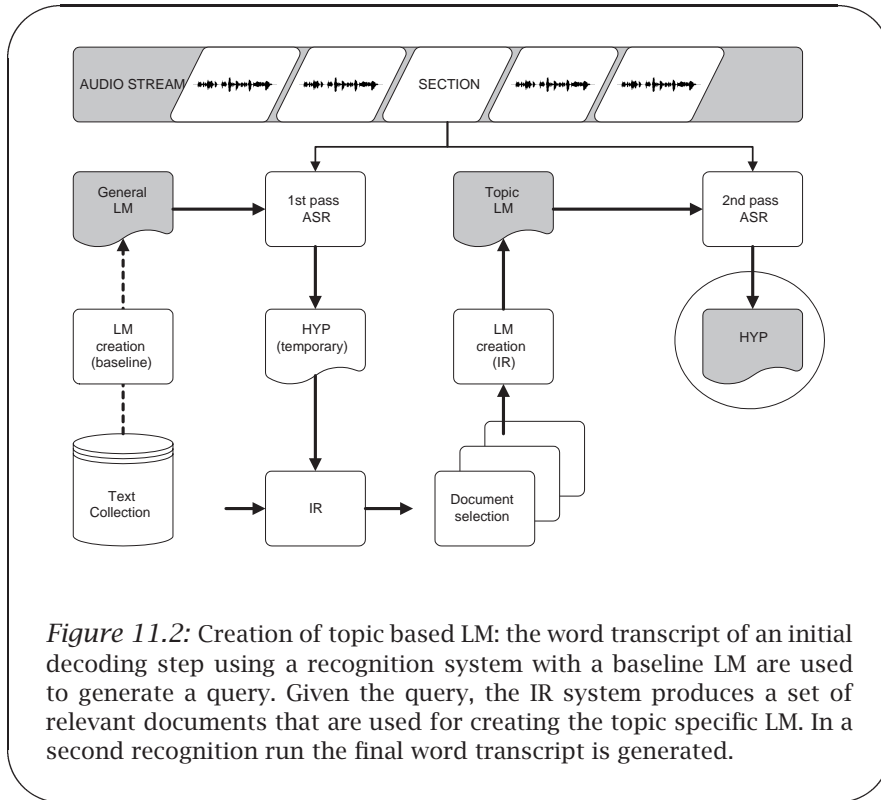 AUDIO STREAM
SECTION
General
LM
1st pass
ASR
Topic
LM
2nd pass
ASR
LM
creation
(baseline)
HYP
(temporary)
LM
creation
(IR)
HYP
Text
Collection
IR
Document
selection
Figure 11.2: Creation of topic based LM: the word transcript of an initial
decoding step using a recognition system with a baseline LM are used
to generate a query. Given the query, the IR system produces a set of
relevant documents that are used for creating the topic specific LM. In a
second recognition run the final word transcript is generated.